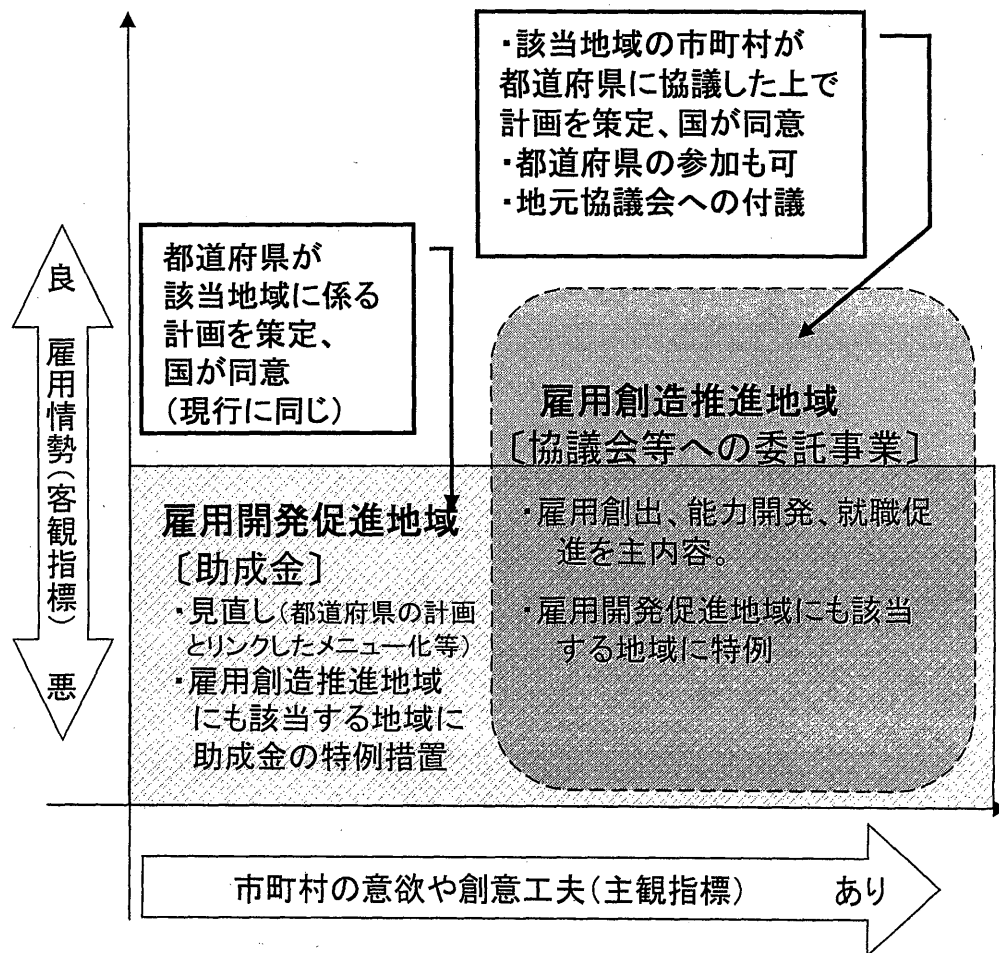 ・該当地域の市町村が
都道府県に協議した上で
計画を策定、国が同意
・都道府県の参加も可
・地元協議会への付議
都道府県が
該当地域に係る
計画を策定、
国が同意
(現行に同じ)
良
雇用情勢(客観指標)
悪
雇用創造推進地域
〔協議会等への委託事業〕
・雇用創出、能力開発、就職促
進を主内容。
・雇用開発促進地域にも該当
する地域に特例
雇用開発促進地域
〔助成金〕
・見直し(都道府県の計画
とリンクしたメニュー化等)
・雇用創造推進地域
にも該当する地域に
助成金の特例措置
市町村の意欲や創意工夫(主観指標) あり